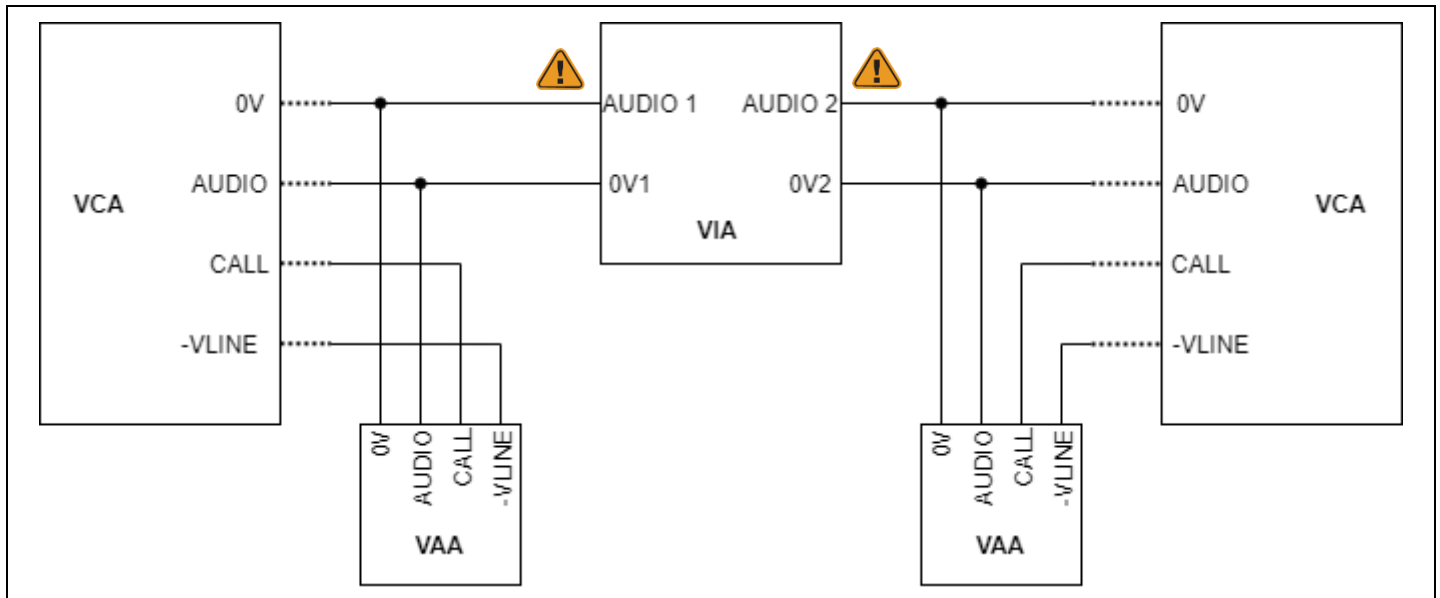 0V
AUDIO
CALL
-VLINE
VCA
AUDIO 1
AUDIO 2
0V1
0V2
VIA
0V
AUDIO
CALL
-VLINE
VCA
0V
AUDIO
CALL
-VLINE
VAA
0V
AUDIO
CALL
-VLINE
VAA